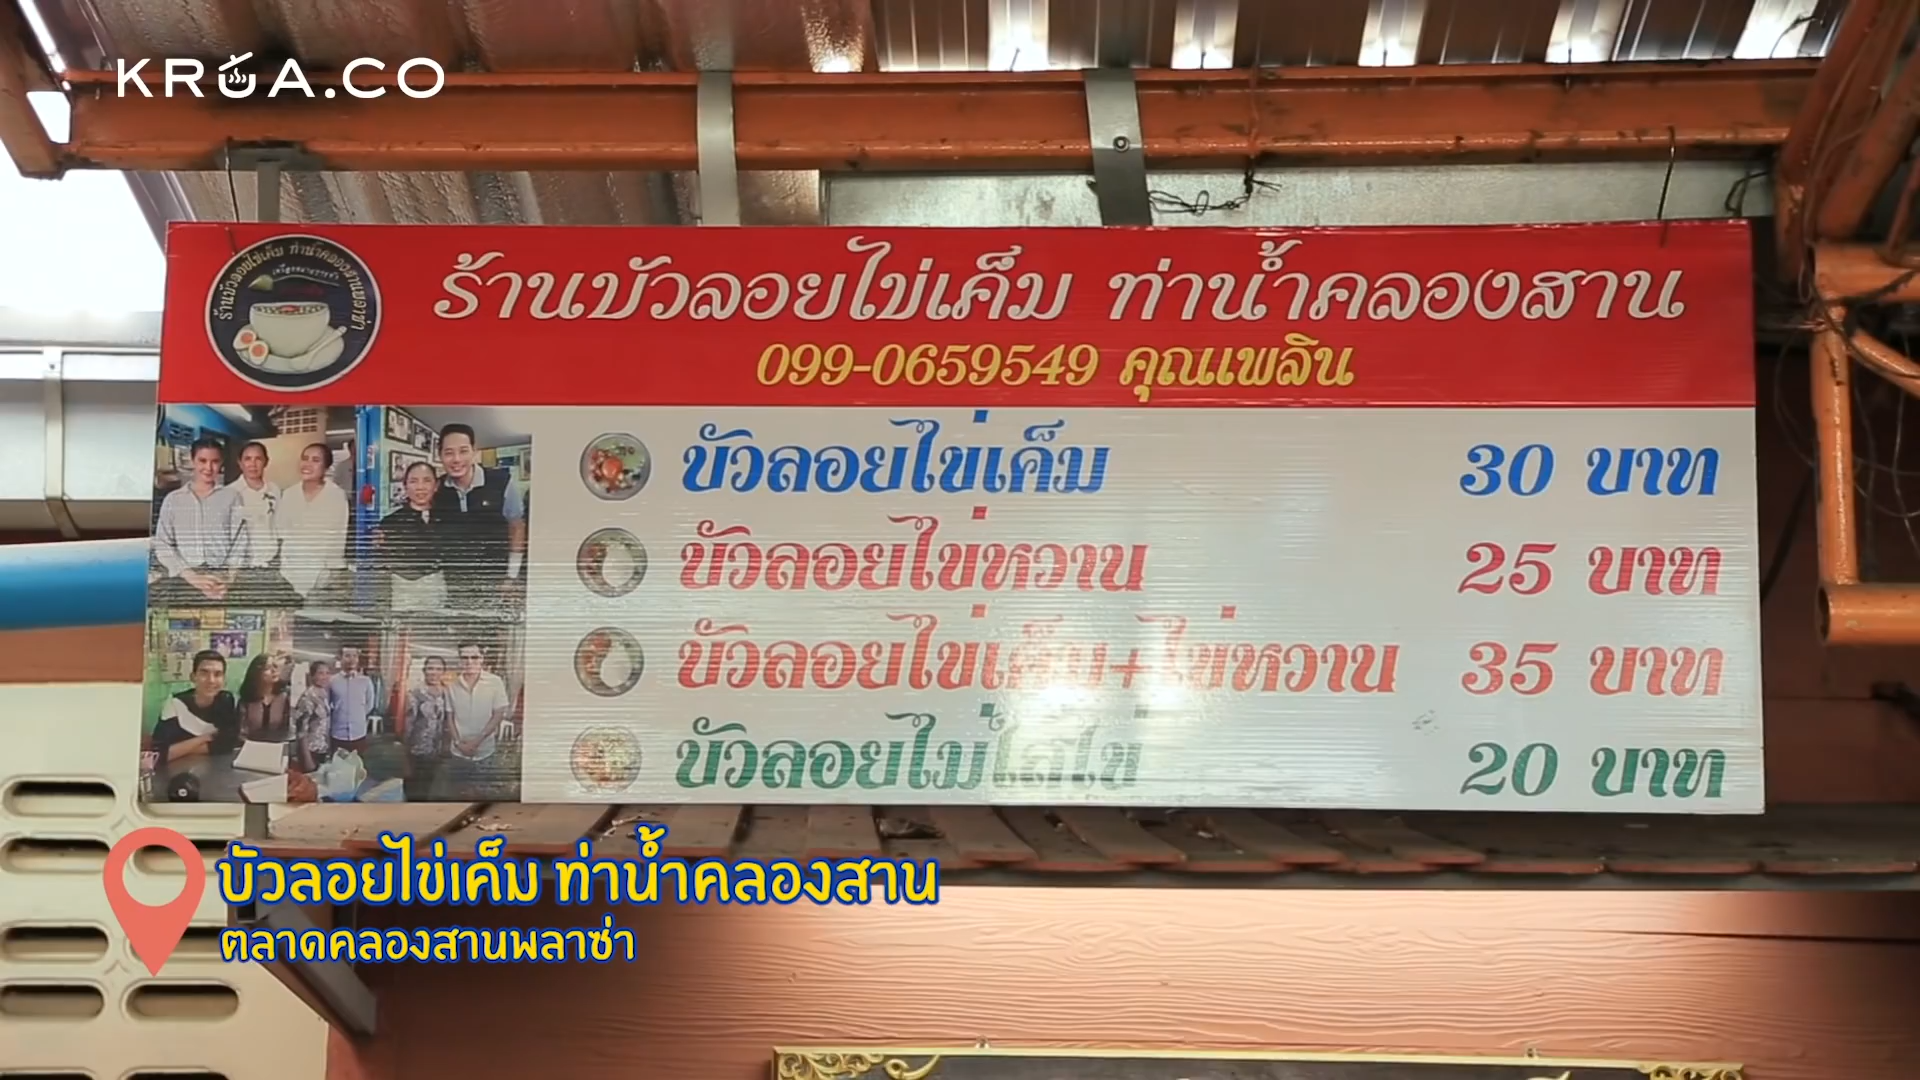 KRUA.CO
ร้านบัวลอยไข่เค็ม ท่าน้ำคลองสาน
099-0659549 คุณเพลิน
บัวลอยไข่เค็ม 30 บาท
บัวลอยไข่หวาน 25 บาท
บัวลอยไข่เค็ม+ไข่หวาน 35 บาท
บัวลอยไม่ใส่ไข่ 20 บาท
บัวลอยไข่เค็ม ท่าน้ำคลองสาน
ตลาดคลองสานพลาซ่า